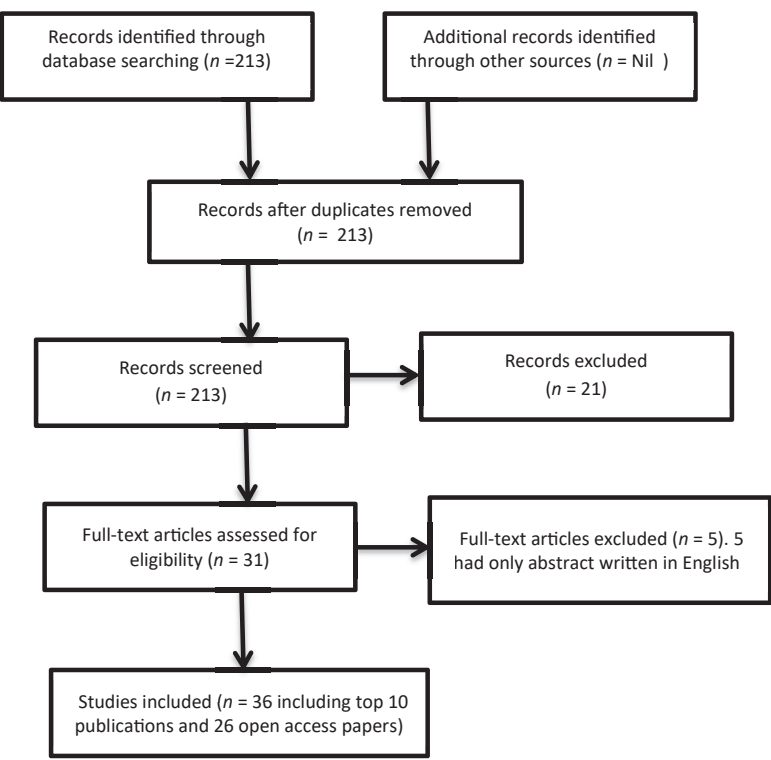 Records identified through
database searching (n =213)
Additional records identified
through other sources (n = Nil )
Records after duplicates removed
(n = 213)
Records screened
(n = 213)
Records excluded
(n = 21)
Full-text articles assessed for
eligibility (n = 31)
Full-text articles excluded (n = 5). 5
had only abstract written in English
Studies included (n = 36 including top 10
publications and 26 open access papers)